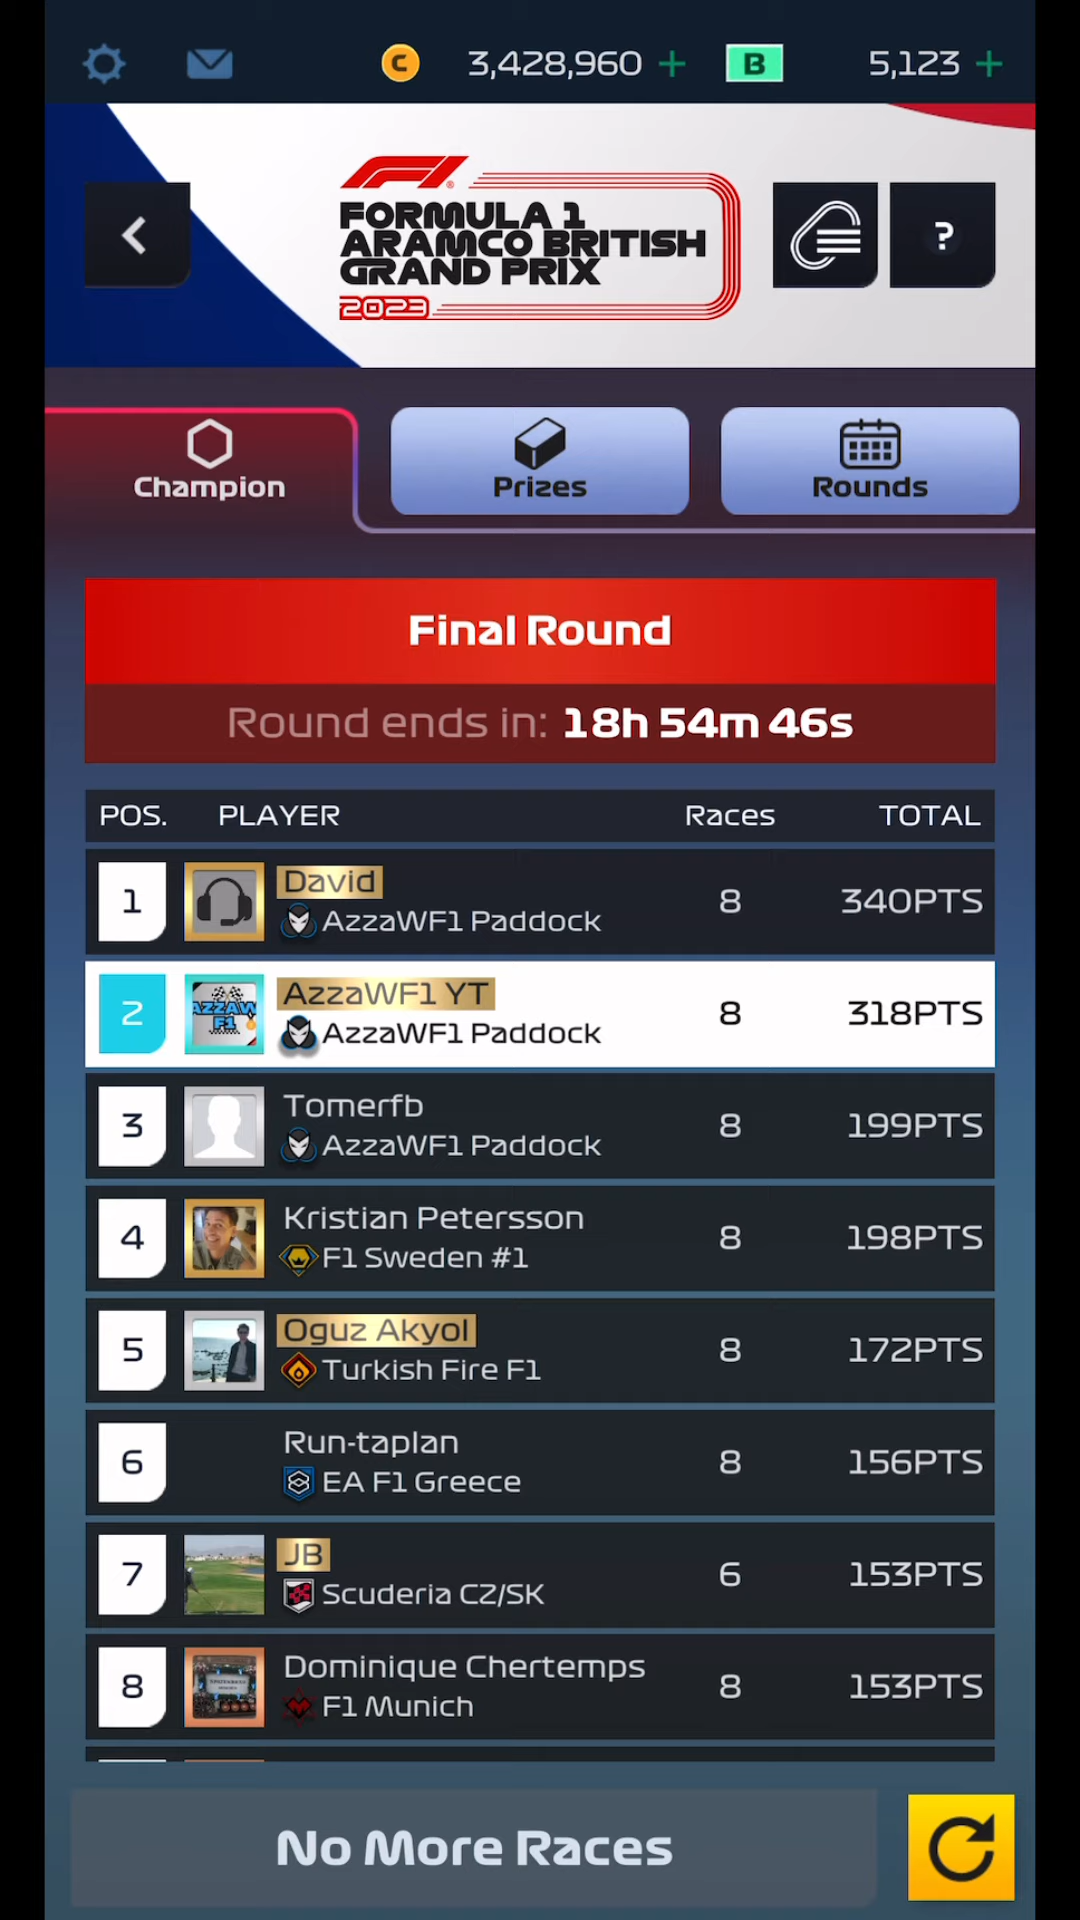 C 3,428,960 + B 5,123 +
F1
FORMULA 1
ARAMCO BRITISH
GRAND PRIX
2023
?
Champion Prizes Rounds
Final Round
Round ends in: 18h 54m 46s
POS. PLAYER Races TOTAL
1 David 8 340PTS
AzzaWF1 Paddock
2 AZZAW F1 AzzaWF1 YT 8 318PTS
AzzaWF1 Paddock
3 Tomerfb 8 199PTS
AzzaWF1 Paddock
4 Kristian Petersson 8 198PTS
F1 Sweden #1
5 Oguz Akyol 8 172PTS
Turkish Fire F1
6 Run-taplan 8 156PTS
EA F1 Greece
7 JB 6 153PTS
Scuderia CZ/SK
8 Dominique Chertemps 8 153PTS
F1 Munich
No More Races